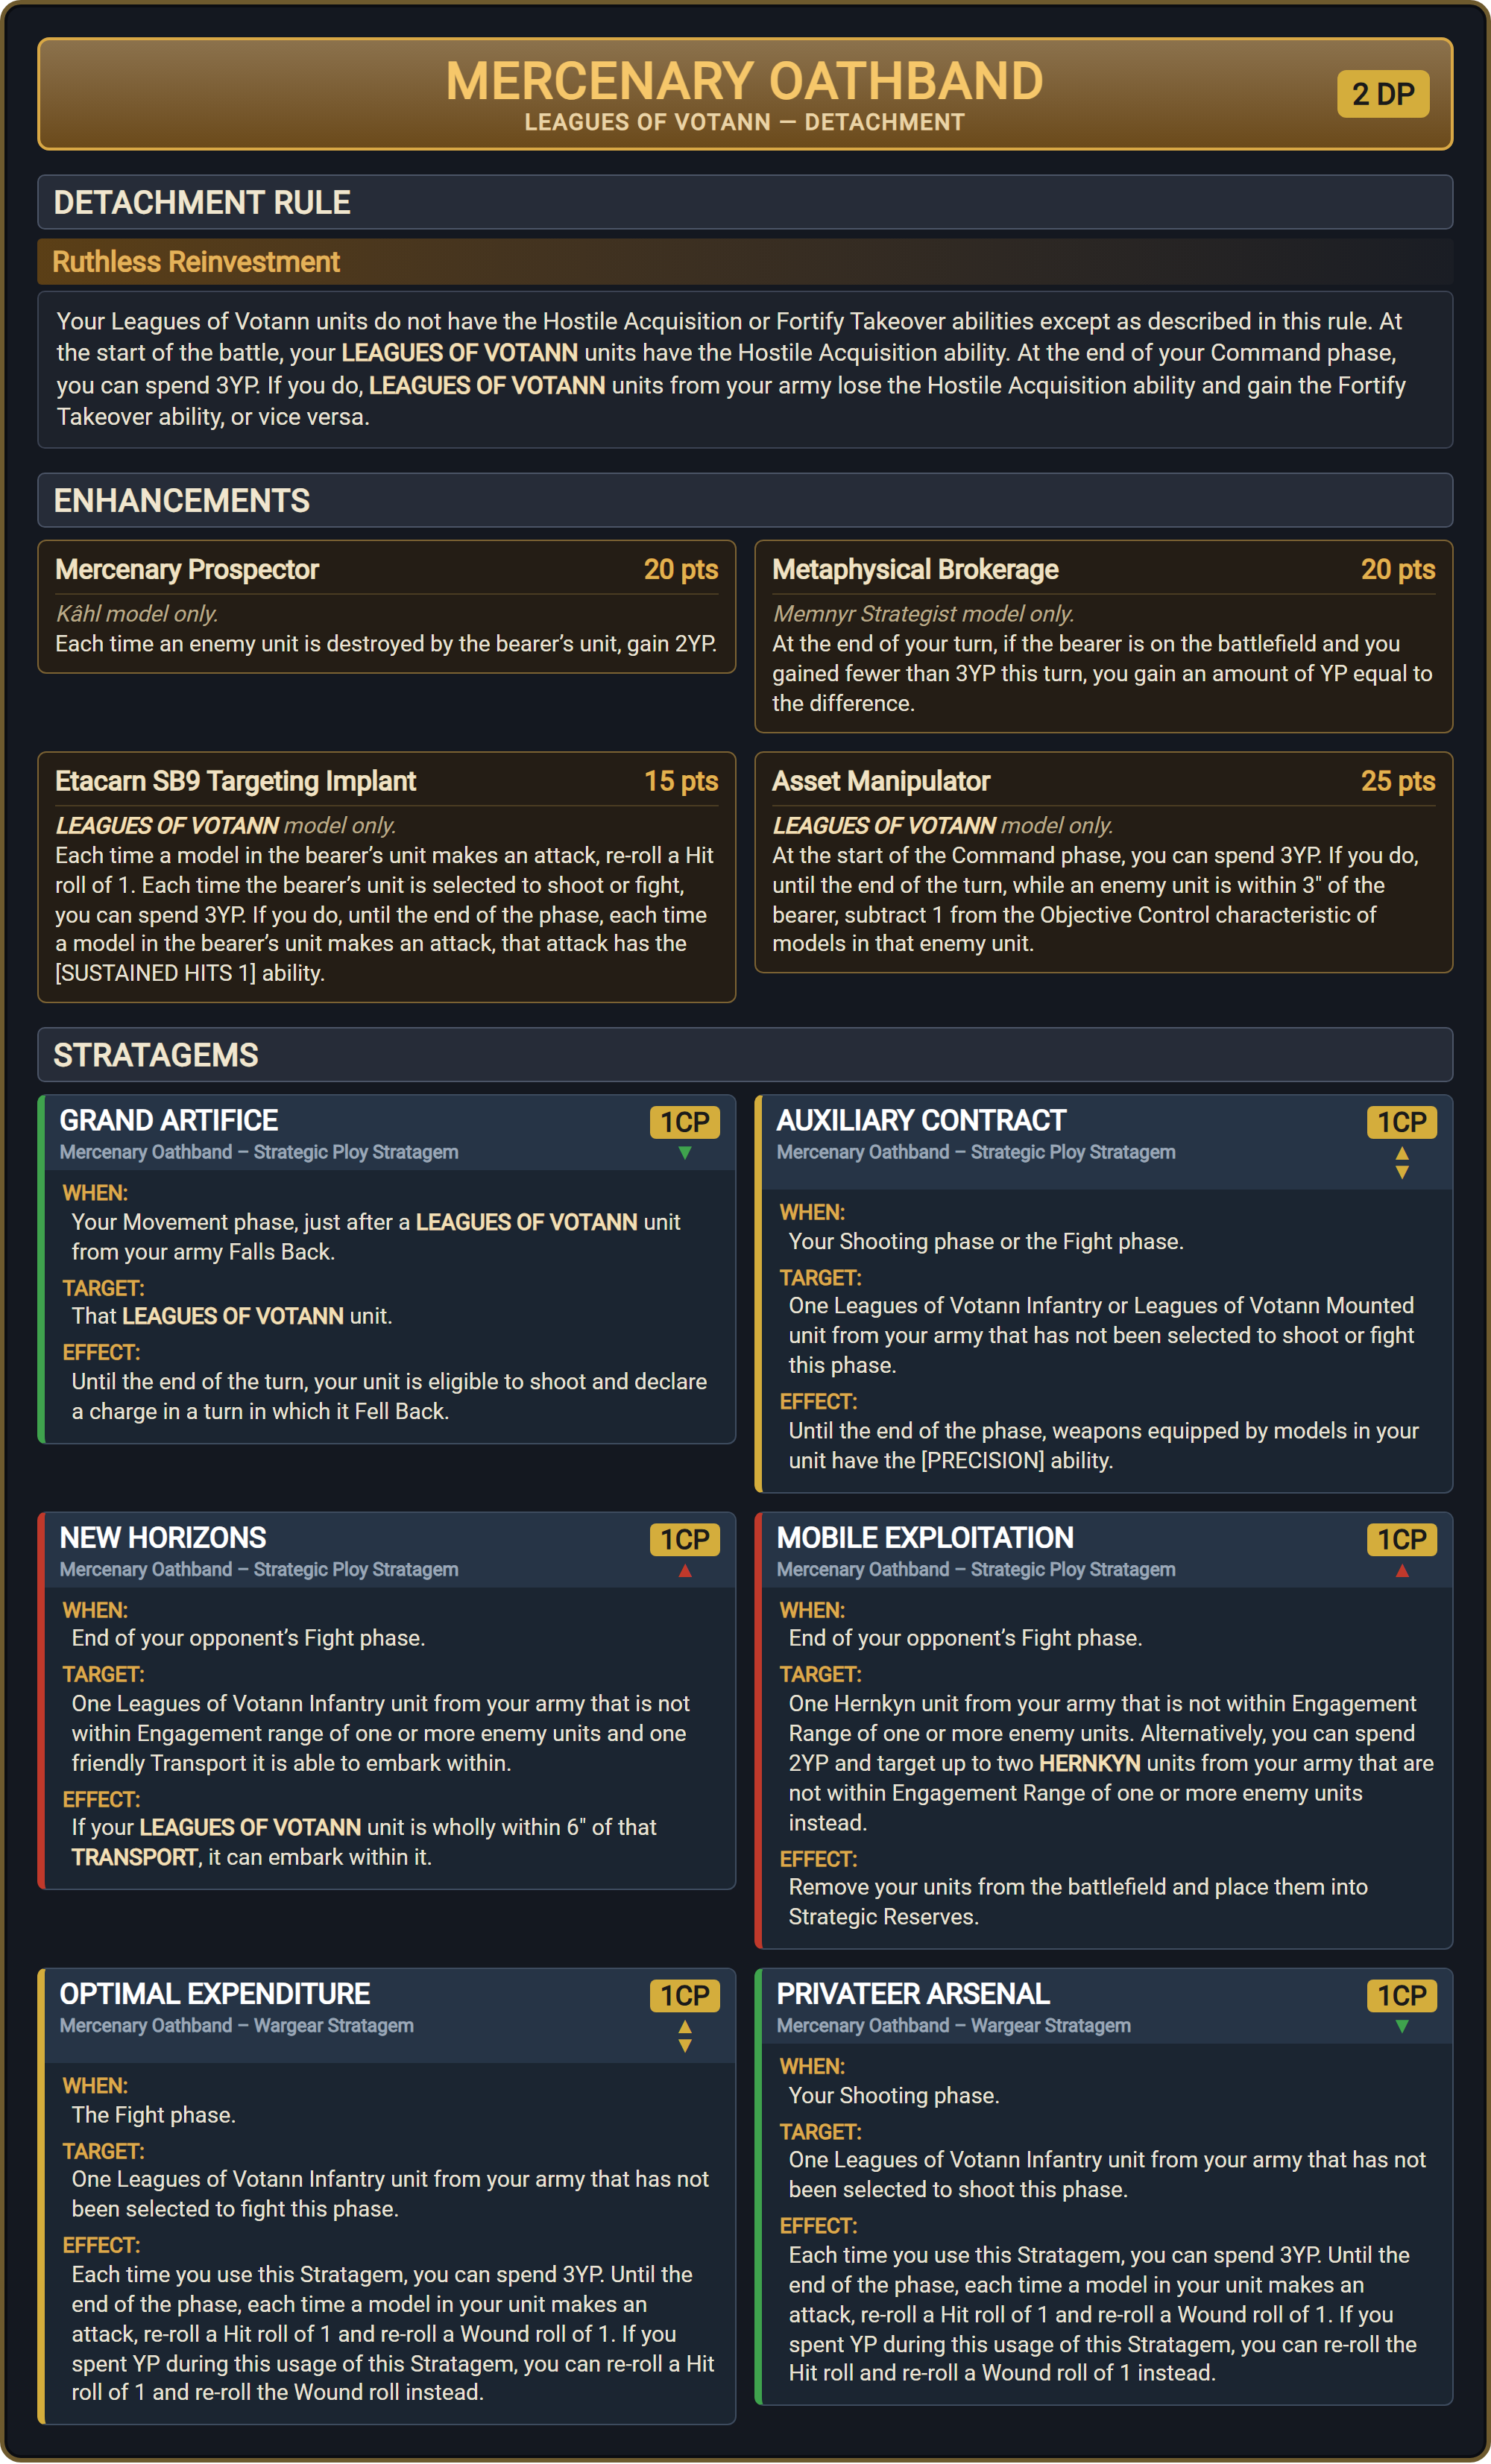 MERCENARY OATHBAND
LEAGUES OF VOTANN — DETACHMENT
2 DP
DETACHMENT RULE
Ruthless Reinvestment
Your Leagues of Votann units do not have the Hostile Acquisition or Fortify Takeover abilities except as described in this rule. At
the start of the battle, your LEAGUES OF VOTANN units have the Hostile Acquisition ability. At the end of your Command phase,
you can spend 3YP. If you do, LEAGUES OF VOTANN units from your army lose the Hostile Acquisition ability and gain the Fortify
Takeover ability, or vice versa.
ENHANCEMENTS
Mercenary Prospector 20 pts
Kâhl model only.
Each time an enemy unit is destroyed by the bearer’s unit, gain 2YP.
Metaphysical Brokerage 20 pts
Memnyr Strategist model only.
At the end of your turn, if the bearer is on the battlefield and you
gained fewer than 3YP this turn, you gain an amount of YP equal to
the difference.
Etacarn SB9 Targeting Implant 15 pts
LEAGUES OF VOTANN model only.
Each time a model in the bearer’s unit makes an attack, re-roll a Hit
roll of 1. Each time the bearer’s unit is selected to shoot or fight,
you can spend 3YP. If you do, until the end of the phase, each time
a model in the bearer’s unit makes an attack, that attack has the
[SUSTAINED HITS 1] ability.
Asset Manipulator 25 pts
LEAGUES OF VOTANN model only.
At the start of the Command phase, you can spend 3YP. If you do,
until the end of the turn, while an enemy unit is within 3" of the
bearer, subtract 1 from the Objective Control characteristic of
models in that enemy unit.
STRATAGEMS
GRAND ARTIFICE 1CP
Mercenary Oathband – Strategic Ploy Stratagem ▼
WHEN:
Your Movement phase, just after a LEAGUES OF VOTANN unit
from your army Falls Back.
TARGET:
That LEAGUES OF VOTANN unit.
EFFECT:
Until the end of the turn, your unit is eligible to shoot and declare
a charge in a turn in which it Fell Back.
AUXILIARY CONTRACT 1CP
Mercenary Oathband – Strategic Ploy Stratagem ▲
▼
WHEN:
Your Shooting phase or the Fight phase.
TARGET:
One Leagues of Votann Infantry or Leagues of Votann Mounted
unit from your army that has not been selected to shoot or fight
this phase.
EFFECT:
Until the end of the phase, weapons equipped by models in your
unit have the [PRECISION] ability.
NEW HORIZONS 1CP
Mercenary Oathband – Strategic Ploy Stratagem ▲
WHEN:
End of your opponent’s Fight phase.
TARGET:
One Leagues of Votann Infantry unit from your army that is not
within Engagement range of one or more enemy units and one
friendly Transport it is able to embark within.
EFFECT:
If your LEAGUES OF VOTANN unit is wholly within 6" of that
TRANSPORT, it can embark within it.
MOBILE EXPLOITATION 1CP
Mercenary Oathband – Strategic Ploy Stratagem ▲
WHEN:
End of your opponent’s Fight phase.
TARGET:
One Hernkyn unit from your army that is not within Engagement
Range of one or more enemy units. Alternatively, you can spend
2YP and target up to two HERNKYN units from your army that are
not within Engagement Range of one or more enemy units
instead.
EFFECT:
Remove your units from the battlefield and place them into
Strategic Reserves.
OPTIMAL EXPENDITURE 1CP
Mercenary Oathband – Wargear Stratagem ▲
▼
WHEN:
The Fight phase.
TARGET:
One Leagues of Votann Infantry unit from your army that has not
been selected to fight this phase.
EFFECT:
Each time you use this Stratagem, you can spend 3YP. Until the
end of the phase, each time a model in your unit makes an
attack, re-roll a Hit roll of 1 and re-roll a Wound roll of 1. If you
spent YP during this usage of this Stratagem, you can re-roll a Hit
roll of 1 and re-roll the Wound roll instead.
PRIVATEER ARSENAL 1CP
Mercenary Oathband – Wargear Stratagem ▼
WHEN:
Your Shooting phase.
TARGET:
One Leagues of Votann Infantry unit from your army that has not
been selected to shoot this phase.
EFFECT:
Each time you use this Stratagem, you can spend 3YP. Until the
end of the phase, each time a model in your unit makes an
attack, re-roll a Hit roll of 1 and re-roll a Wound roll of 1. If you
spent YP during this usage of this Stratagem, you can re-roll the
Hit roll and re-roll a Wound roll of 1 instead.